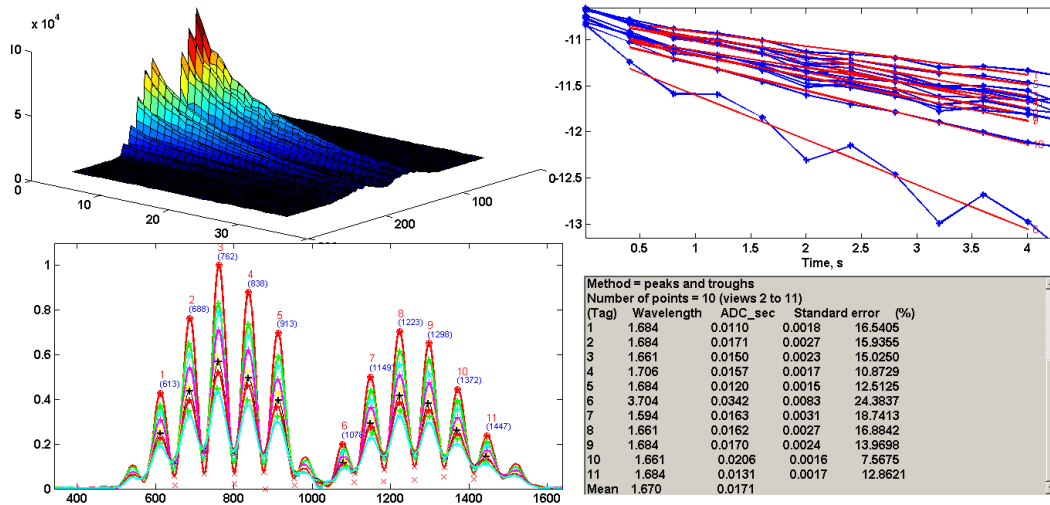 x 10^4
10
5
0
0
10
20
30
200
100
0
-11
-11.5
-12
-12.5
-13
0.5 1 1.5 2 2.5 3 3.5 4
Time, s
10
6
1
0.8
0.6
0.4
0.2
0
400 600 800 1000 1200 1400 1600
1
(613)
2
(688)
3
(762)
4
(838)
5
(913)
6
(1078
7
(1149)
8
(1223)
9
(1298)
10
(1372)
11
(1447)
Method = peaks and troughs
Number of points = 10 (views 2 to 11)
(Tag) Wavelength ADC_sec Standard error (%)
1 1.684 0.0110 0.0018 16.5405
2 1.684 0.0171 0.0027 15.9355
3 1.661 0.0150 0.0023 15.0250
4 1.706 0.0157 0.0017 10.8729
5 1.684 0.0120 0.0015 12.5125
6 3.704 0.0342 0.0083 24.3837
7 1.594 0.0163 0.0031 18.7413
8 1.661 0.0162 0.0027 16.8842
9 1.684 0.0170 0.0024 13.9698
10 1.661 0.0206 0.0016 7.5675
11 1.684 0.0131 0.0017 12.8621
Mean 1.670 0.0171